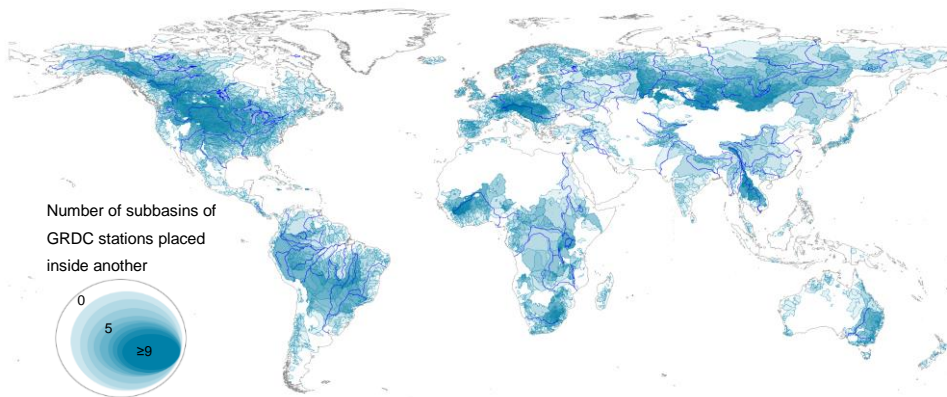 Number of subbasins of
GRDC stations placed
inside another
0
5
≥9